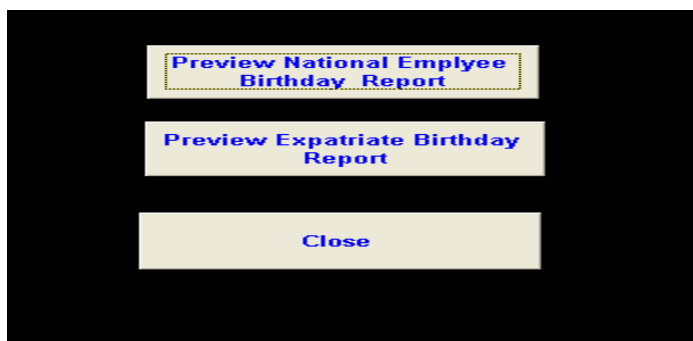 Preview National Emplyee
Birthday Report
Preview Expatriate Birthday
Report
Close